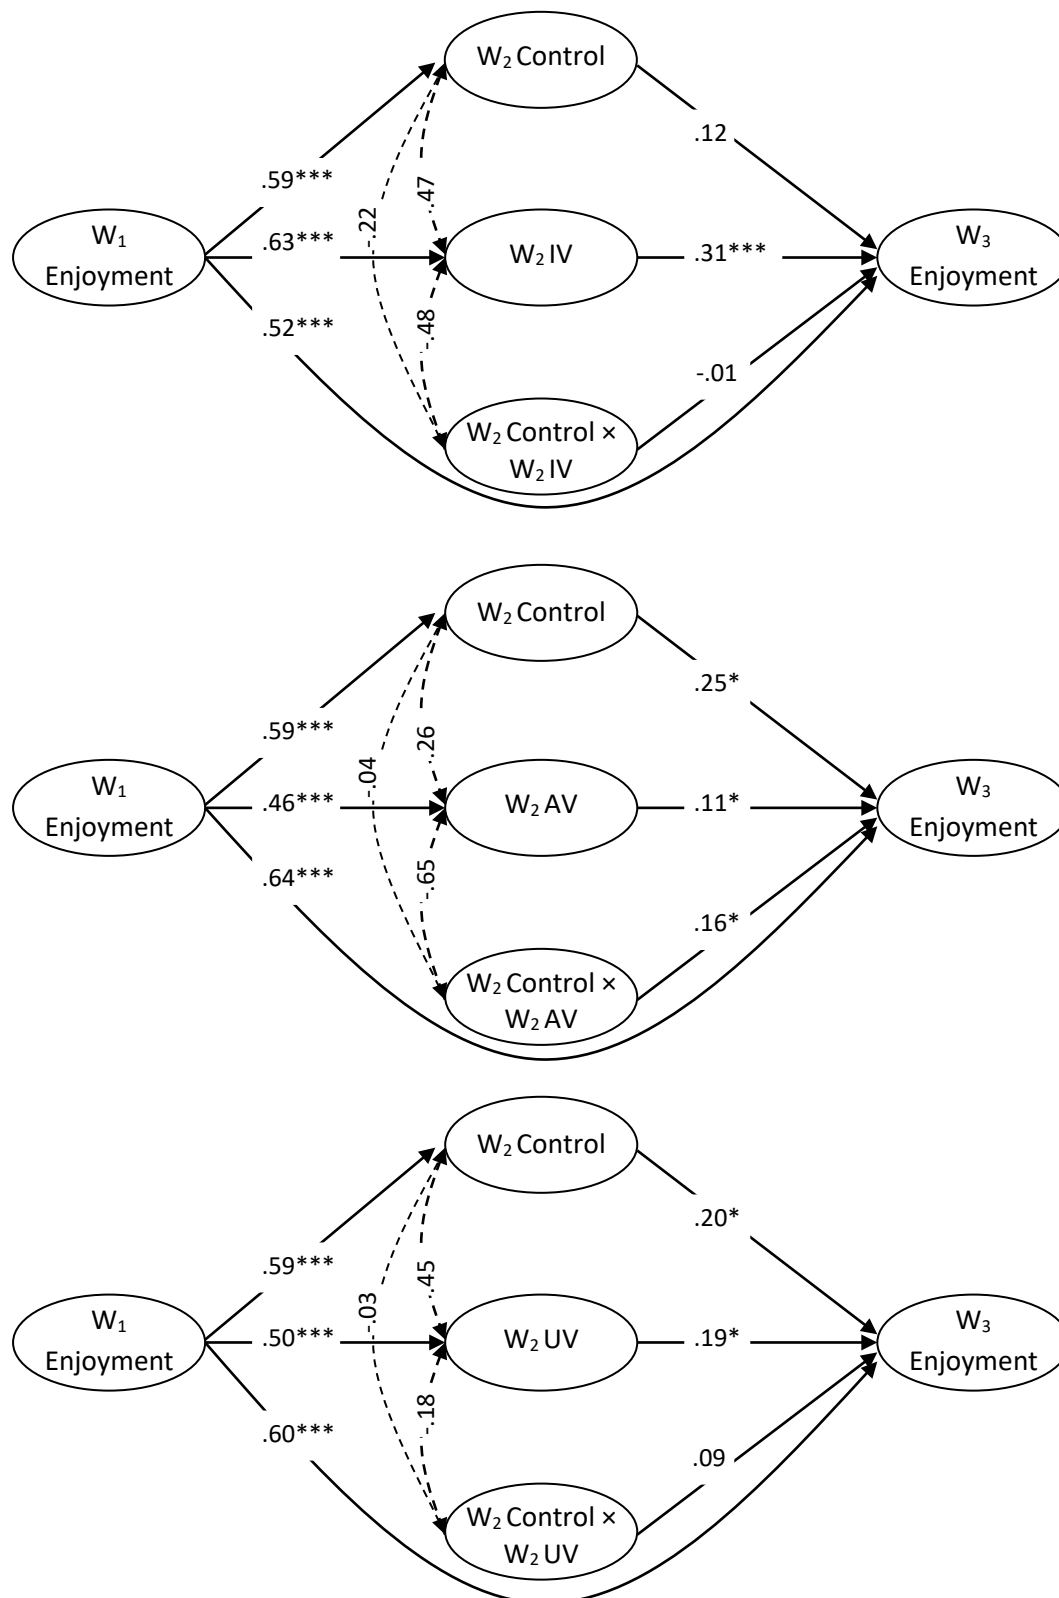 W₂ Control
.12
.59***
.47
-.22
W₁
Enjoyment
.63***
W₂ IV
.31***
W₃
Enjoyment
.52***
-.48
-.01
W₂ Control ×
W₂ IV
W₂ Control
.25*
.59***
.26
-.04
W₁
Enjoyment
.46***
W₂ AV
.11*
W₃
Enjoyment
.64***
-.65
.16*
W₂ Control ×
W₂ AV
W₂ Control
.20*
.59***
.45
-.03
W₁
Enjoyment
.50***
W₂ UV
.19*
W₃
Enjoyment
.60***
-.18
.09
W₂ Control ×
W₂ UV